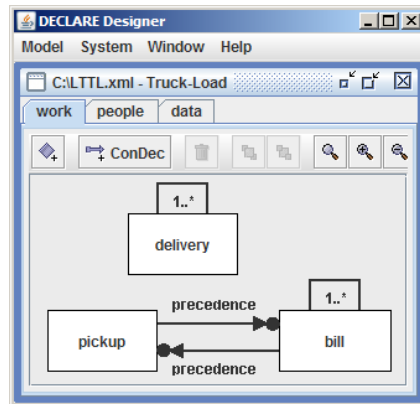 DECLARE Designer
Model System Window Help
C:\LTTL.xml - Truck-Load
work people data
ConDec
1..*
delivery
precedence
1..*
pickup
bill
precedence